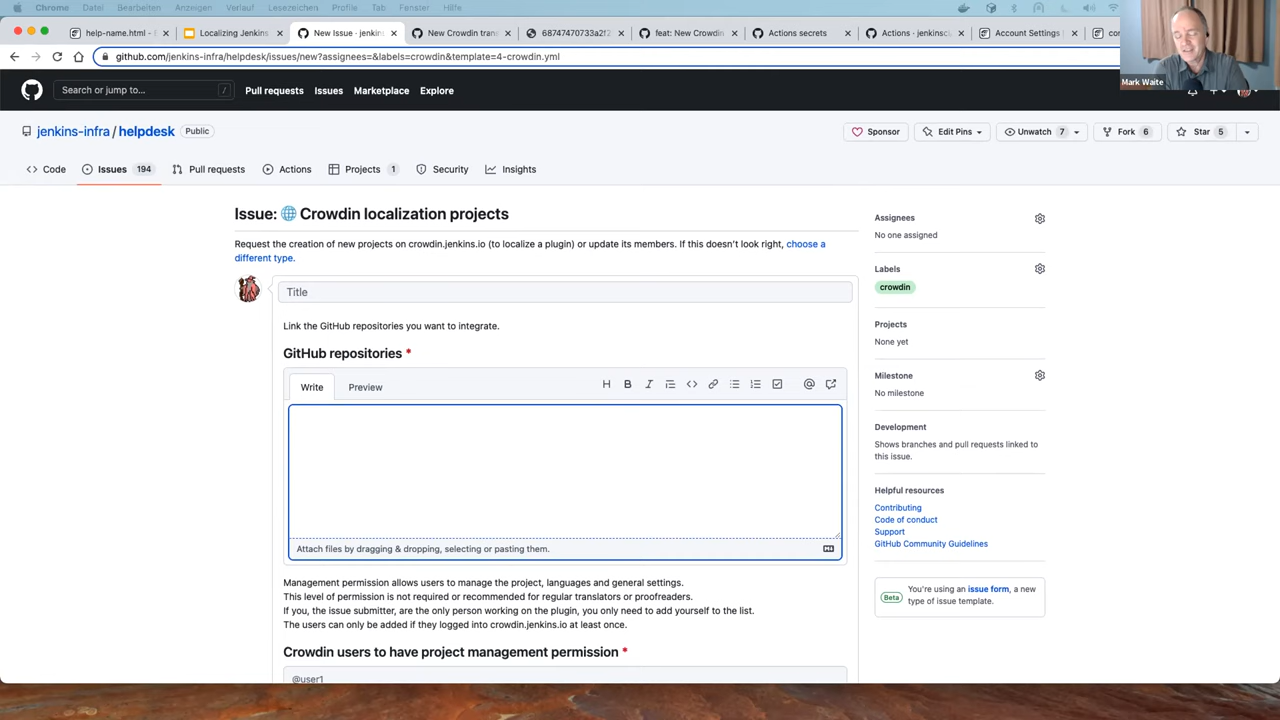 Chrome Datei Bearbeiten Anzeigen Verlauf Lesezeichen Profile Tab Fenster Hilfe
help-name.html -
Localizing Jenkins
New Issue · jenkins
New Crowdin tran
68747470733a2f2
feat: New Crowdin
Actions secrets
Actions · jenkinsci
Account Settings
github.com/jenkins-infra/helpdesk/issues/new?assignees=&labels=crowdin&template=4-crowdin.yml
Mark Waite
Search or jump to... /
Pull requests Issues Marketplace Explore
jenkins-infra / helpdesk Public
Sponsor Edit Pins Unwatch 7 Fork 6 Star 5
Code Issues 194 Pull requests Actions Projects 1 Security Insights
Issue: 🌐 Crowdin localization projects
Request the creation of new projects on crowdin.jenkins.io (to localize a plugin) or update its members. If this doesn't look right, choose a
different type.
Title
Link the GitHub repositories you want to integrate.
GitHub repositories *
Write Preview
Attach files by dragging & dropping, selecting or pasting them.
Management permission allows users to manage the project, languages and general settings.
This level of permission is not required or recommended for regular translators or proofreaders.
If you, the issue submitter, are the only person working on the plugin, you only need to add yourself to the list.
The users can only be added if they logged into crowdin.jenkins.io at least once.
Crowdin users to have project management permission *
@user1
Assignees
No one assigned
Labels
crowdin
Projects
None yet
Milestone
No milestone
Development
Shows branches and pull requests linked to
this issue.
Helpful resources
Contributing
Code of conduct
Support
GitHub Community Guidelines
Beta
You're using an issue form, a new
type of issue template.